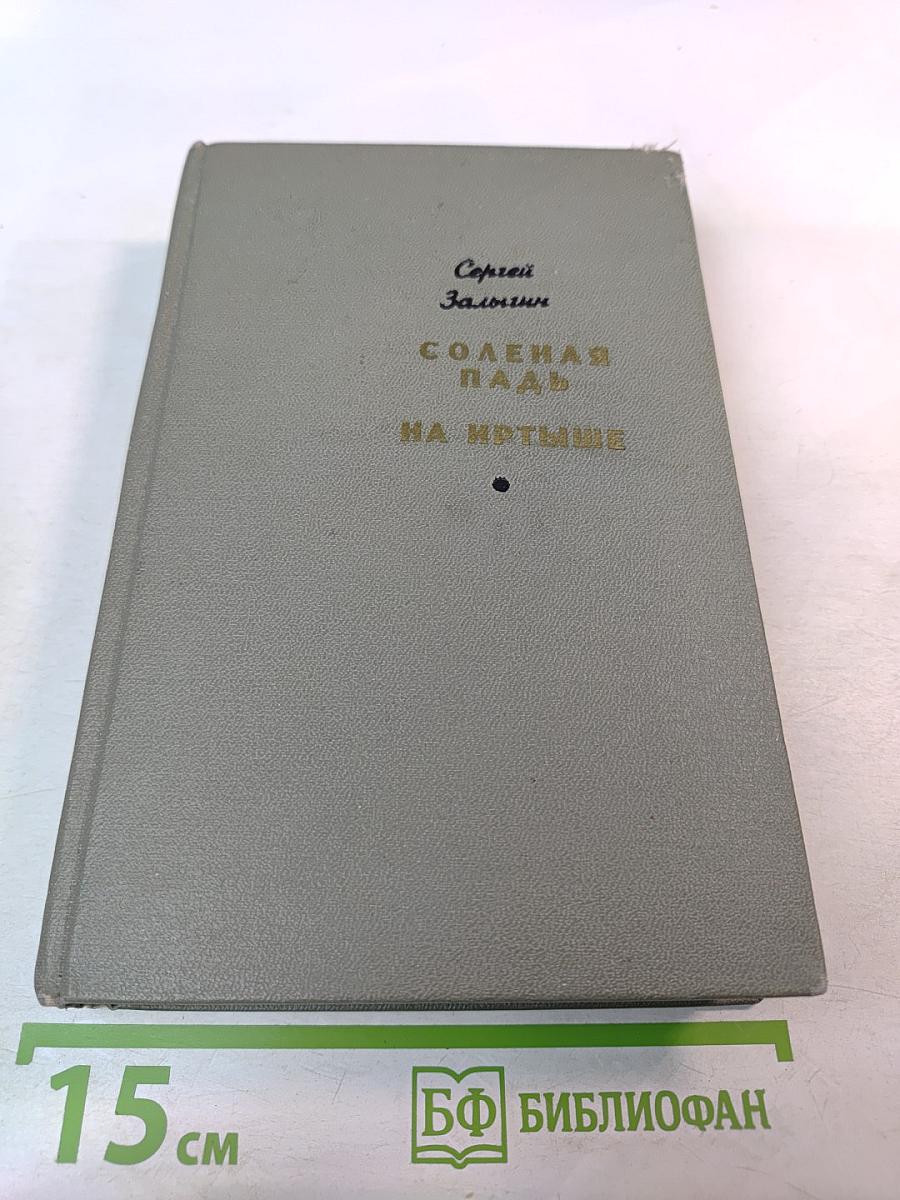 Сергей
Залыгин
СОЛЕНАЯ
ПАДЬ
НА ИРТЫШЕ
15 см
БФ БИБЛИОФАН